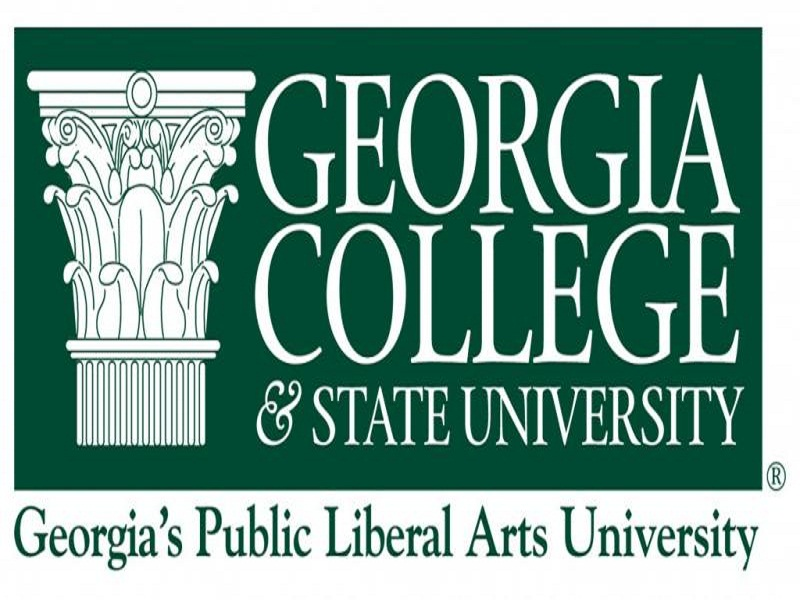 GEORGIA
COLLEGE
& STATE UNIVERSITY
®
Georgia's Public Liberal Arts University